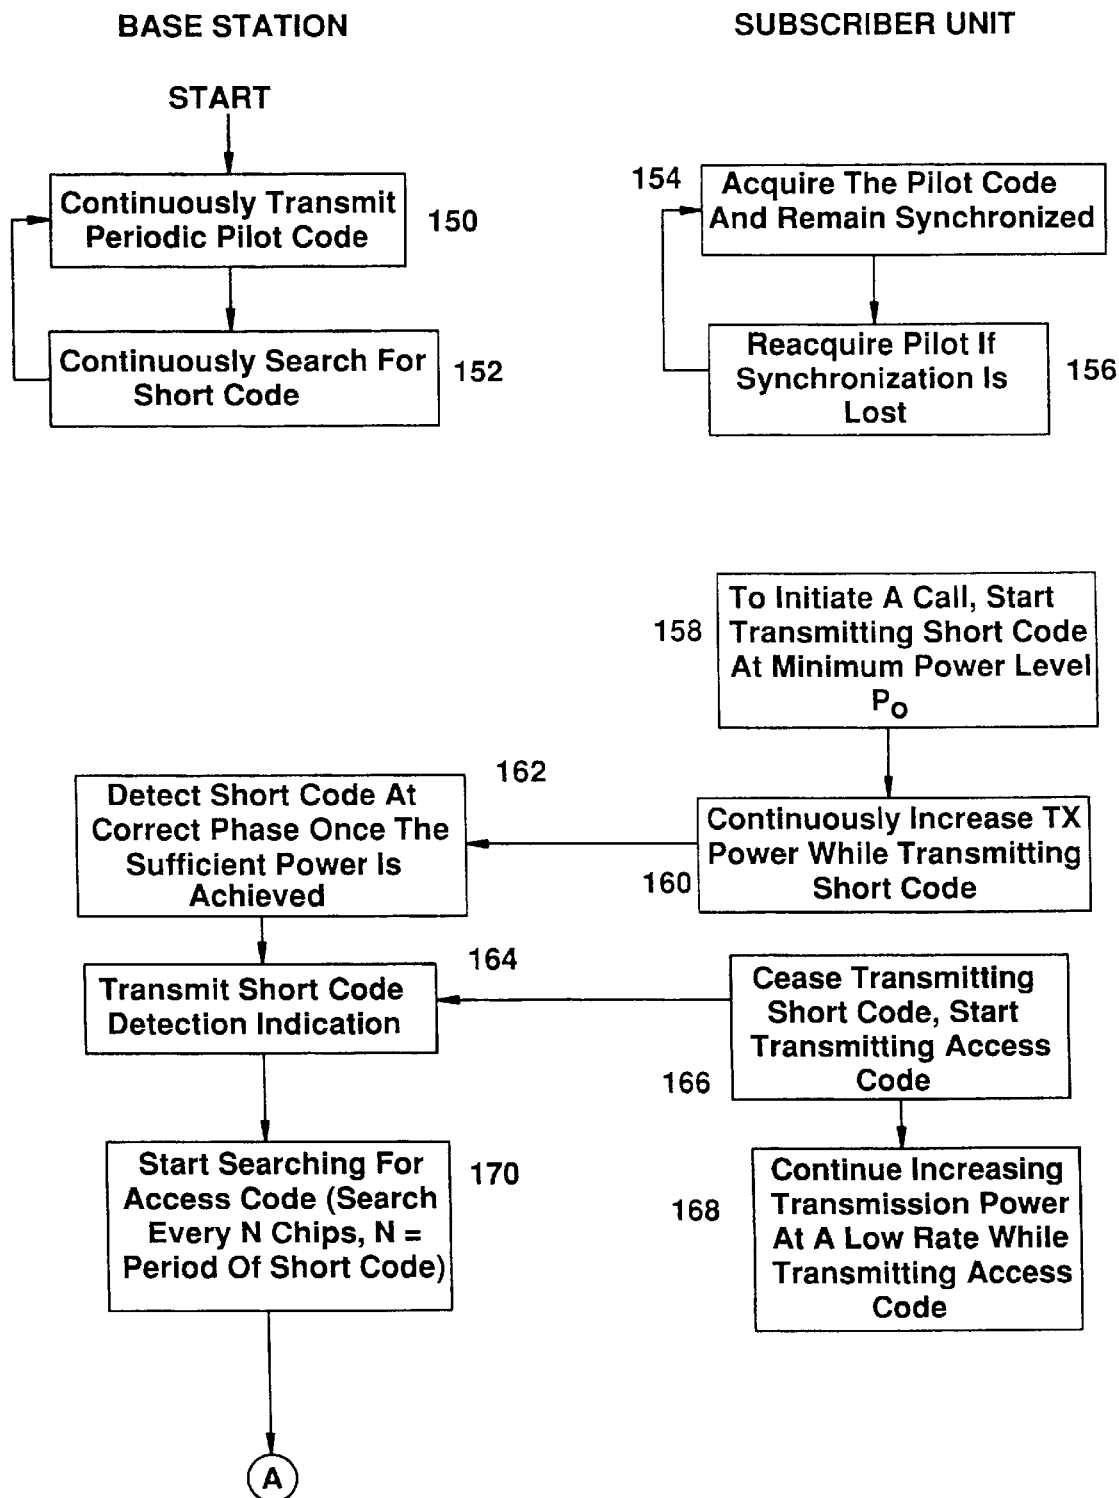 BASE STATION
SUBSCRIBER UNIT
START
Continuously Transmit
Periodic Pilot Code
150
154
Acquire The Pilot Code
And Remain Synchronized
Continuously Search For
Short Code
152
Reacquire Pilot If
Synchronization Is
Lost
156
158
To Initiate A Call, Start
Transmitting Short Code
At Minimum Power Level
Po
162
Detect Short Code At
Correct Phase Once The
Sufficient Power Is
Achieved
Continuously Increase TX
Power While Transmitting
Short Code
160
164
Transmit Short Code
Detection Indication
Cease Transmitting
Short Code, Start
Transmitting Access
Code
166
Start Searching For
Access Code (Search
Every N Chips, N =
Period Of Short Code)
170
168
Continue Increasing
Transmission Power
At A Low Rate While
Transmitting Access
Code
A